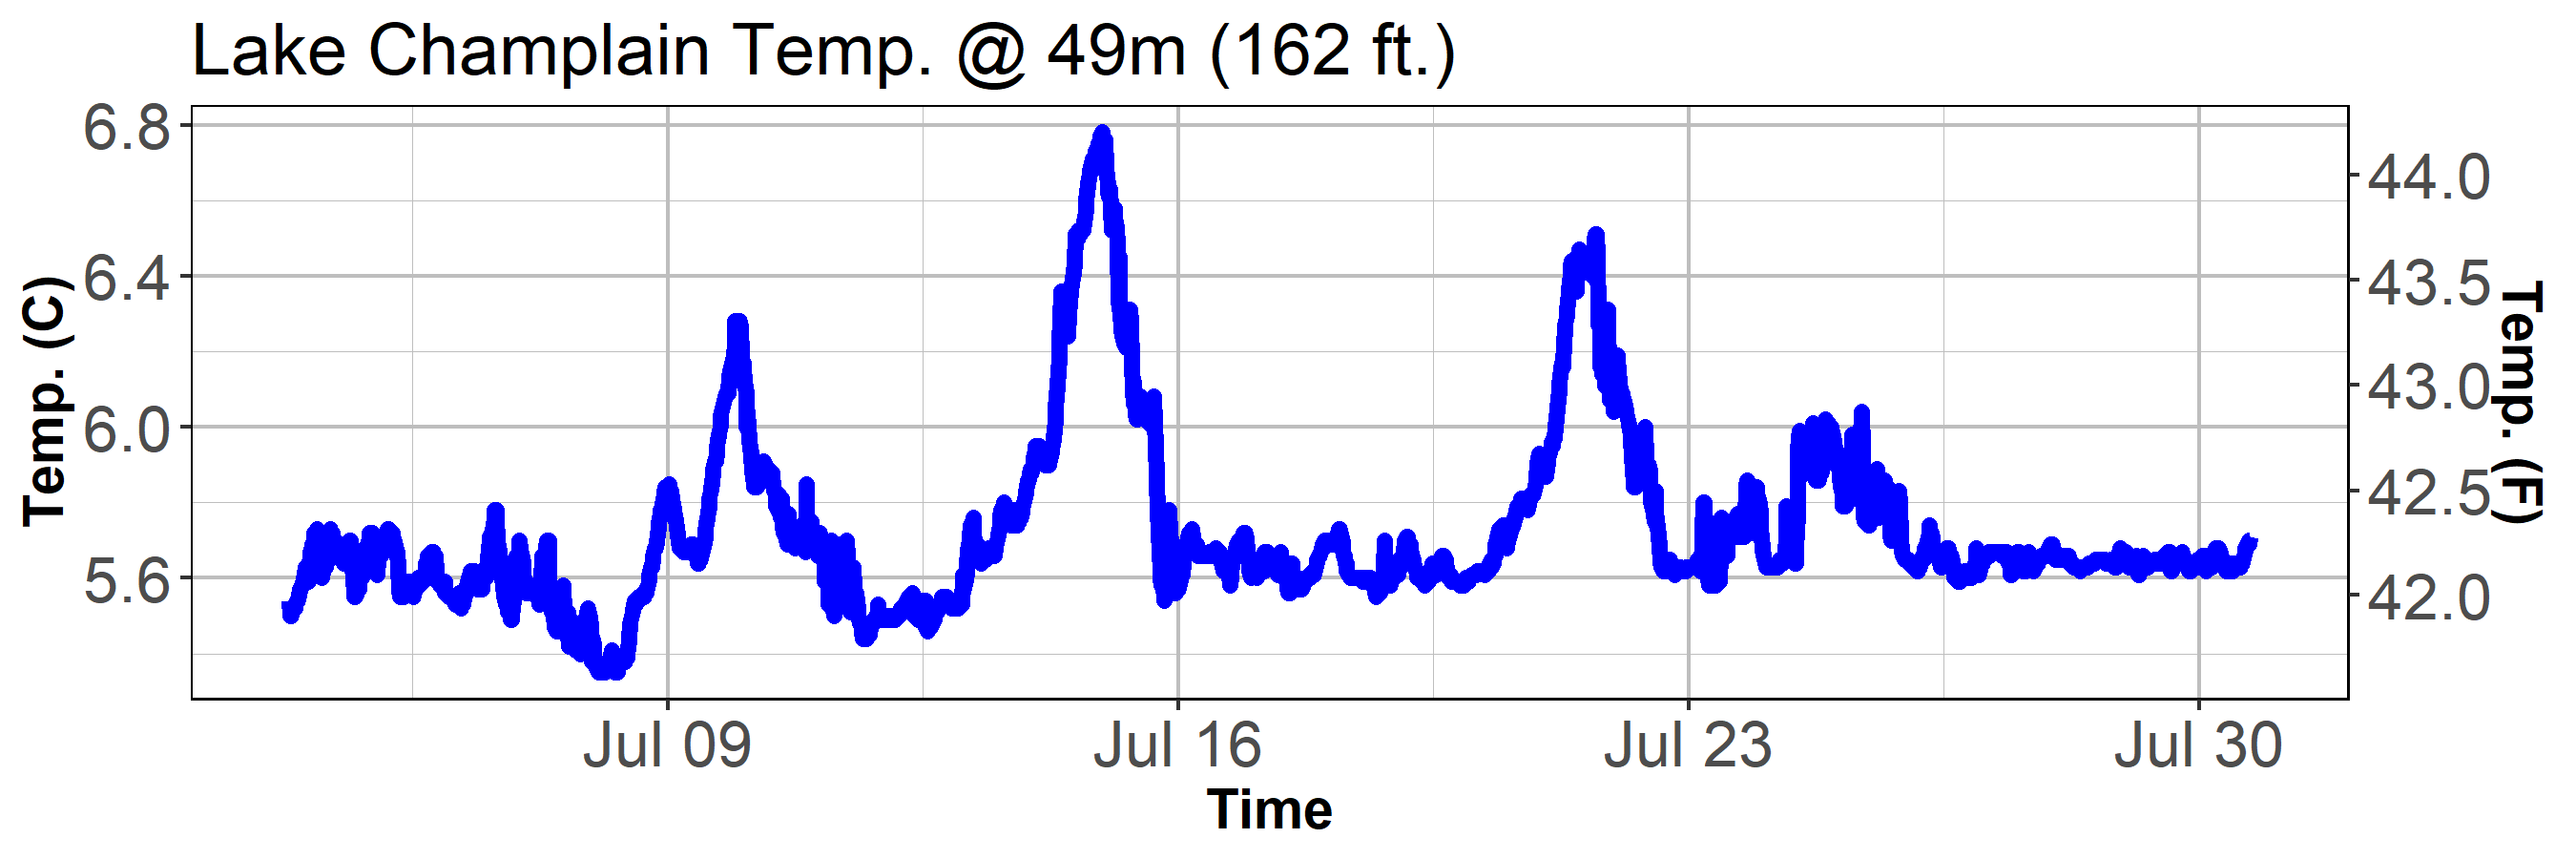 Lake Champlain Temp. @ 49m (162 ft.)
6.8
6.4
6.0
5.6
Temp. (C)
44.0
43.5
43.0
42.5
42.0
Temp. (F)
Jul 09 Jul 16 Jul 23 Jul 30
Time